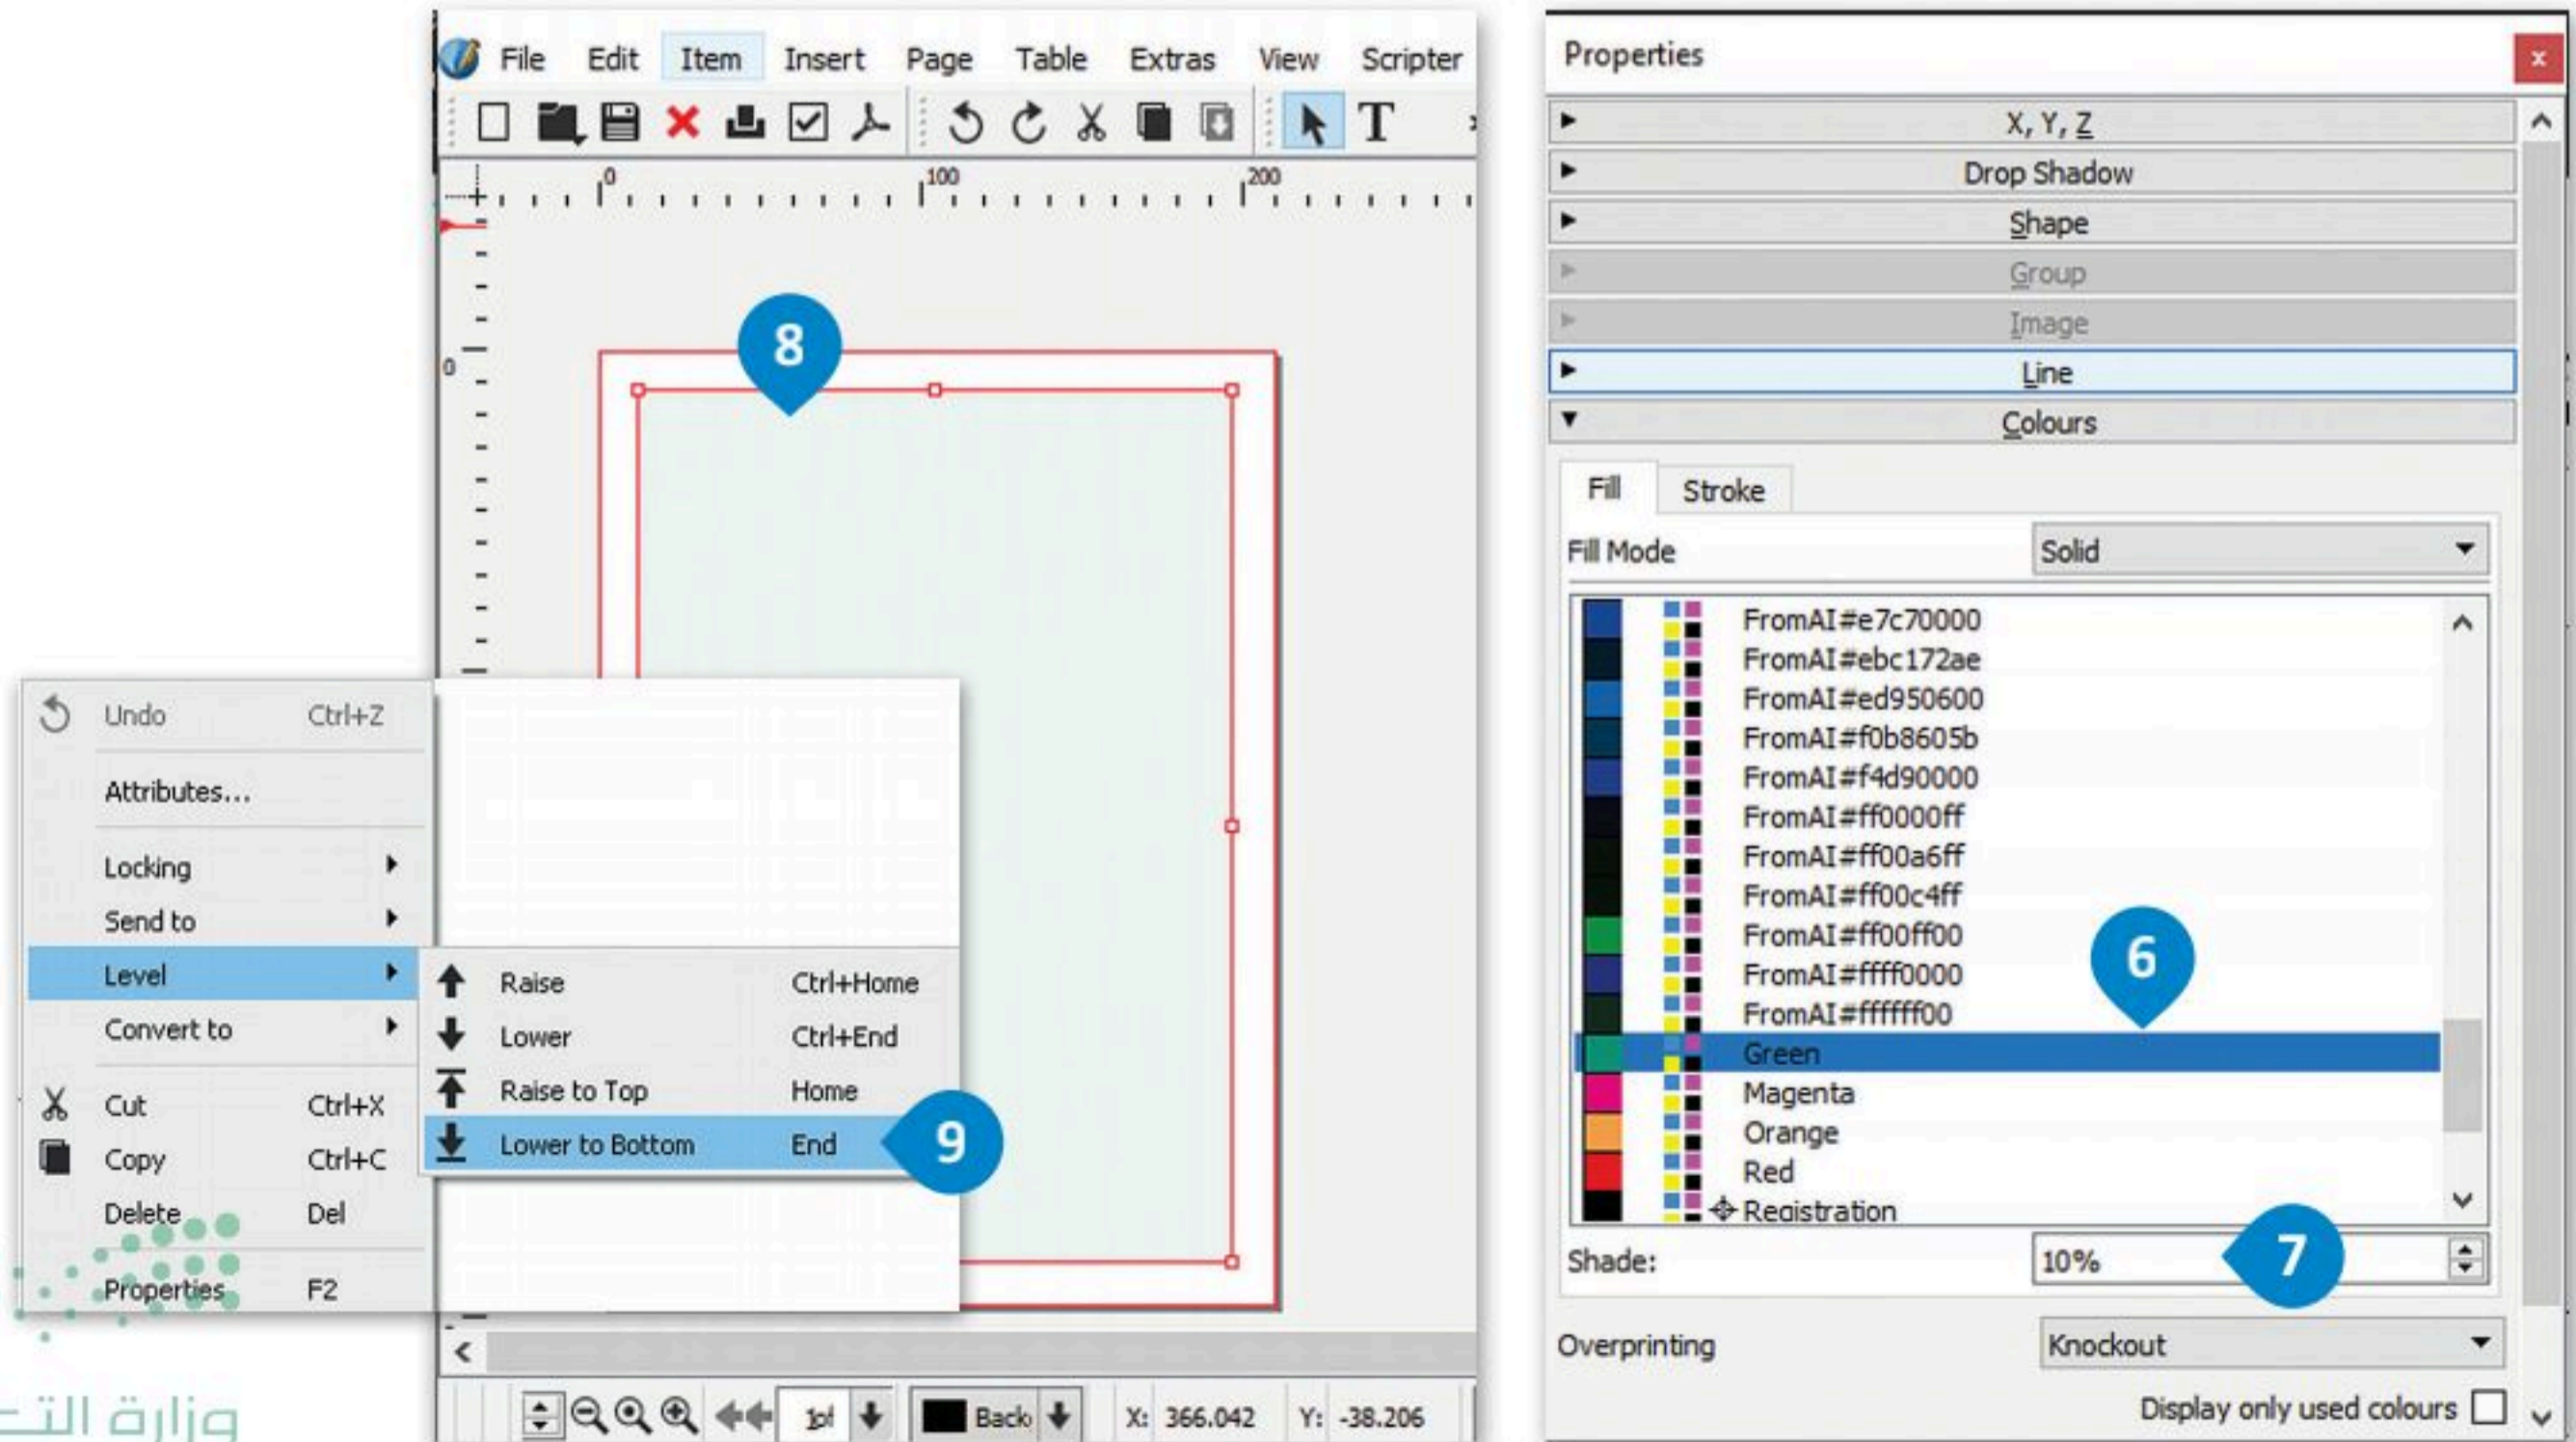 File Edit Item Insert Page Table Extras View Scripter
0 100 200
0
8
Undo Ctrl+Z
Attributes...
Locking
Send to
Level
Convert to
Cut Ctrl+X
Copy Ctrl+C
Delete Del
Properties F2
Raise Ctrl+Home
Lower Ctrl+End
Raise to Top Home
Lower to Bottom End
9
1of Back X: 366.042 Y: -38.206
Properties
X, Y, Z
Drop Shadow
Shape
Group
Image
Line
Colours
Fill Stroke
Fill Mode Solid
FromAI#e7c70000
FromAI#ebc172ae
FromAI#ed950600
FromAI#f0b8605b
FromAI#f4d90000
FromAI#ff0000ff
FromAI#ff00a6ff
FromAI#ff00c4ff
FromAI#ff00ff00
FromAI#ffff0000
FromAI#ffffff00
6
Green
Magenta
Orange
Red
Registration
Shade: 10%
7
Overprinting Knockout
Display only used colours
وزارة التـ